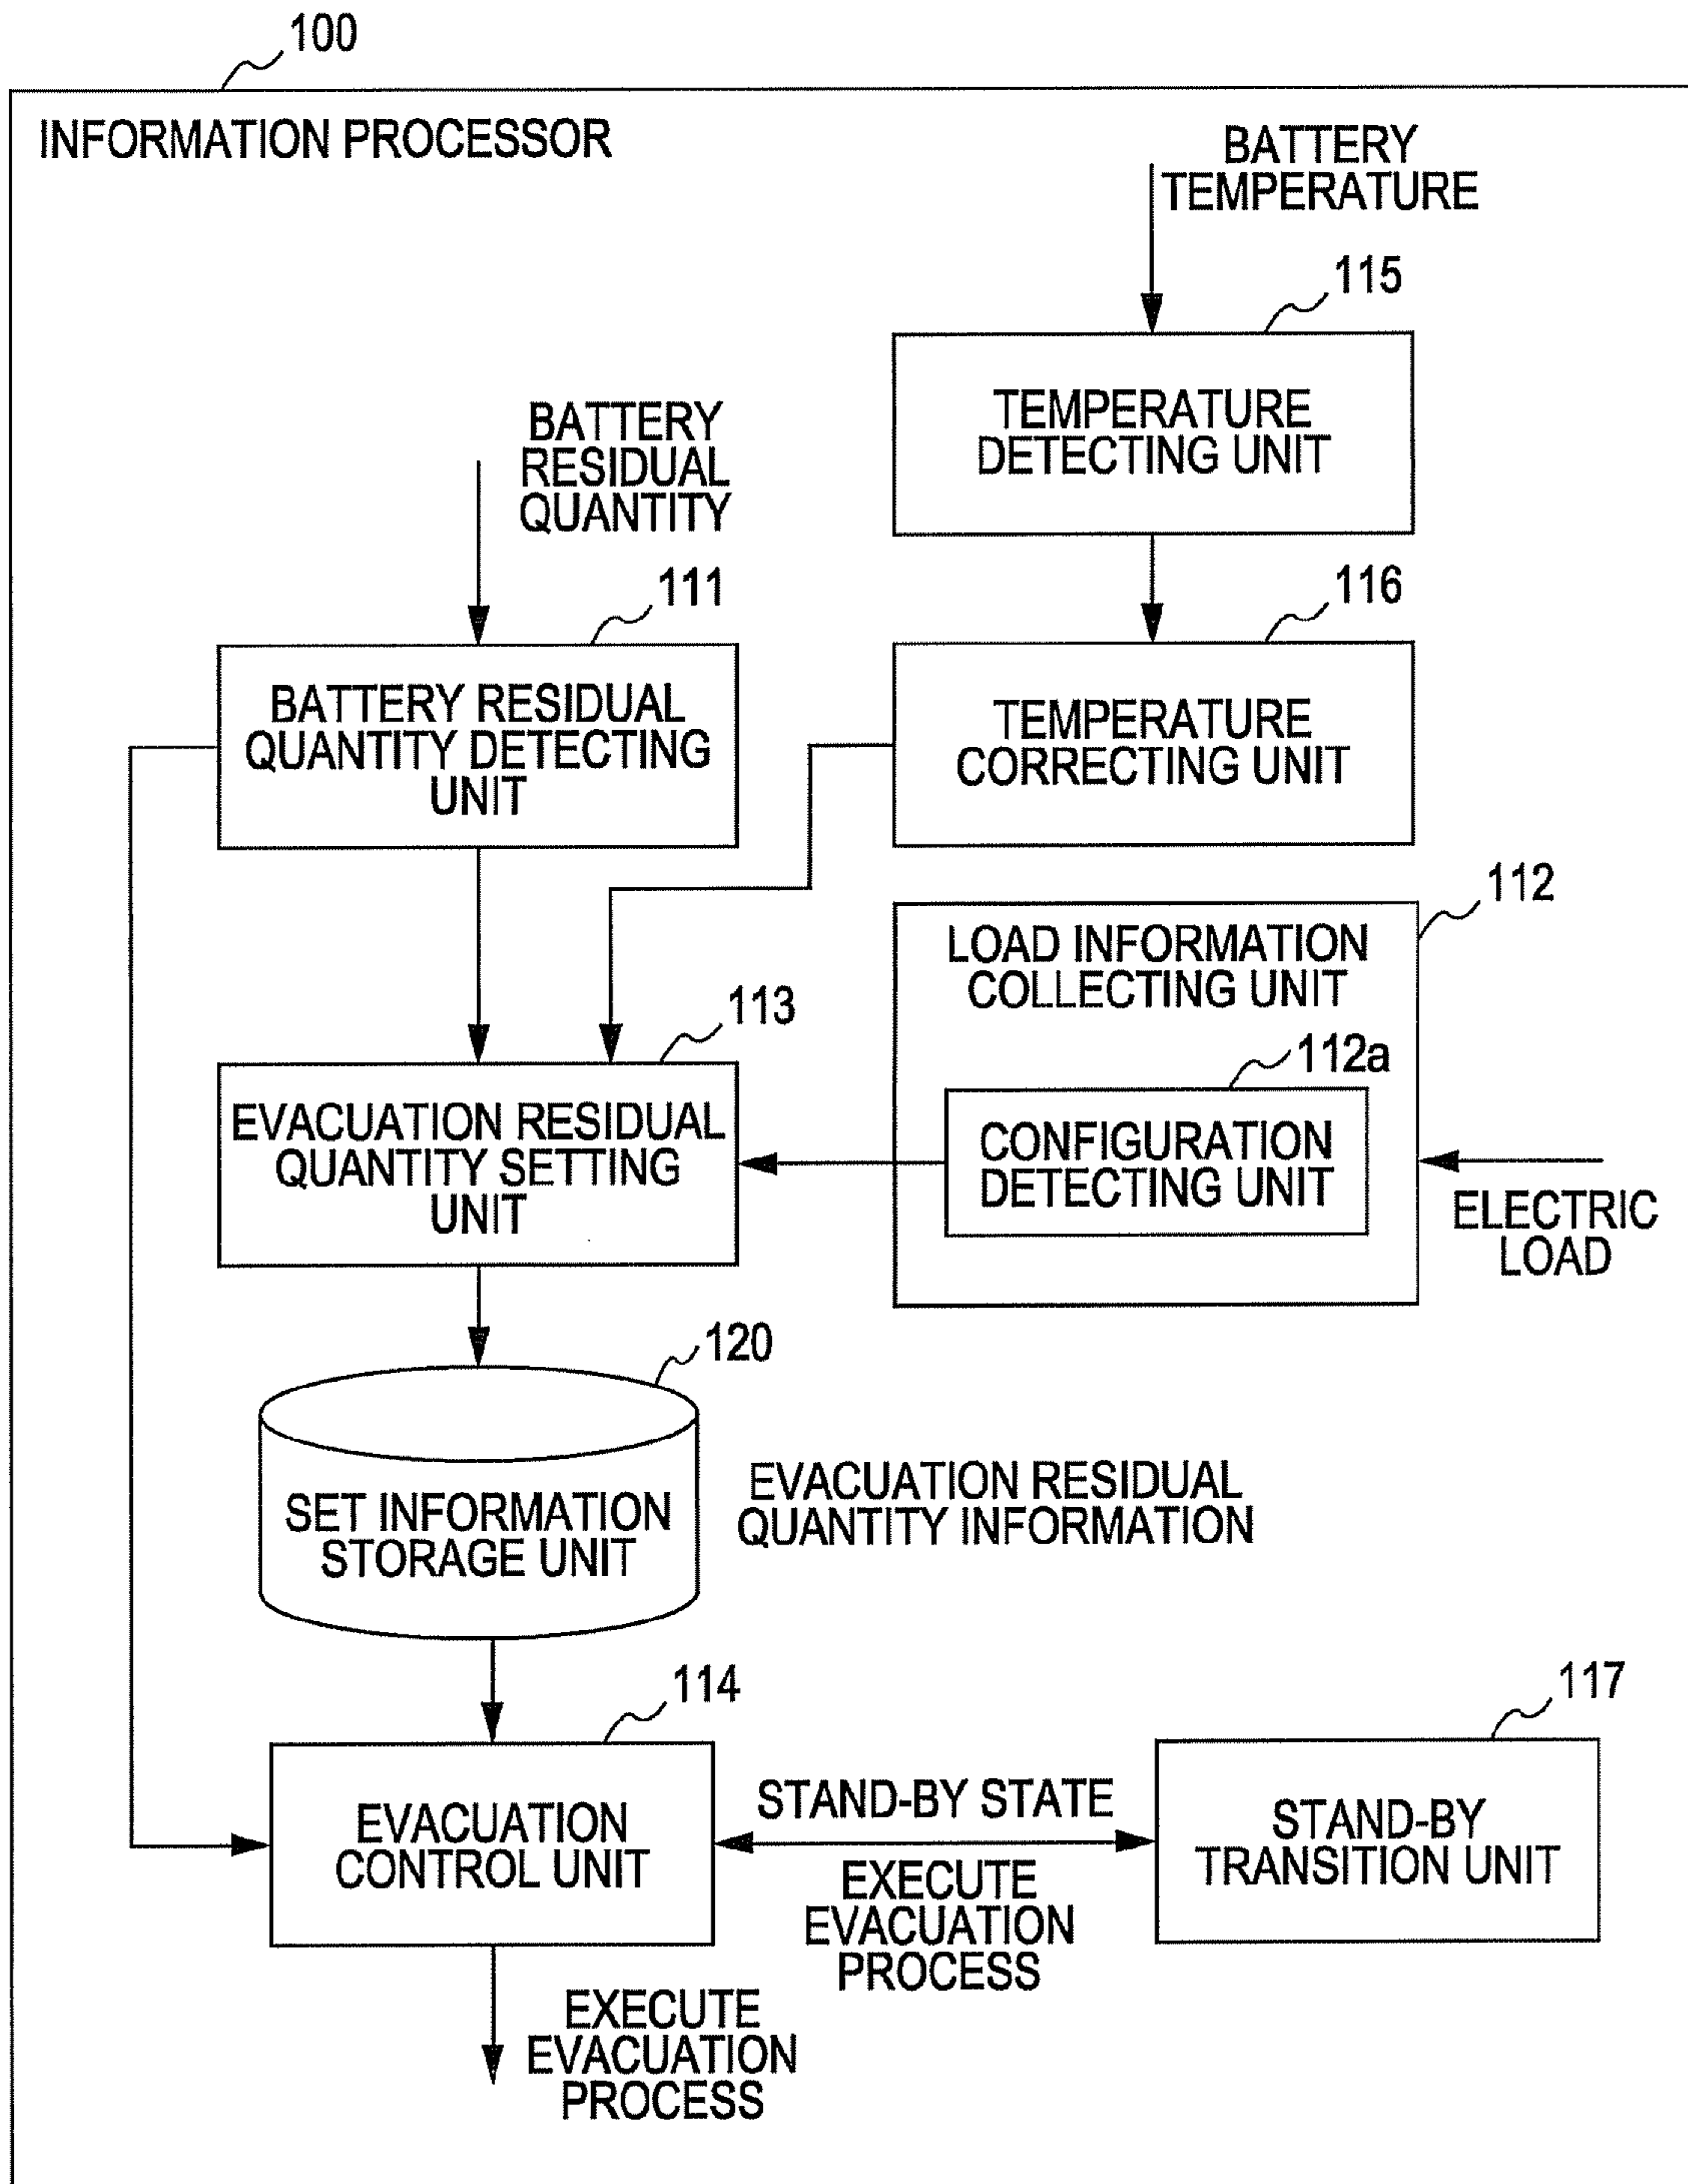 100
INFORMATION PROCESSOR
BATTERY
TEMPERATURE
115
TEMPERATURE
DETECTING UNIT
BATTERY
RESIDUAL
QUANTITY
111
116
BATTERY RESIDUAL
QUANTITY DETECTING
UNIT
TEMPERATURE
CORRECTING UNIT
112
LOAD INFORMATION
COLLECTING UNIT
113
112a
EVACUATION RESIDUAL
QUANTITY SETTING
UNIT
CONFIGURATION
DETECTING UNIT
ELECTRIC
LOAD
120
SET INFORMATION
STORAGE UNIT
EVACUATION RESIDUAL
QUANTITY INFORMATION
114
117
EVACUATION
CONTROL UNIT
STAND-BY STATE
EXECUTE
EVACUATION
PROCESS
STAND-BY
TRANSITION UNIT
EXECUTE
EVACUATION
PROCESS